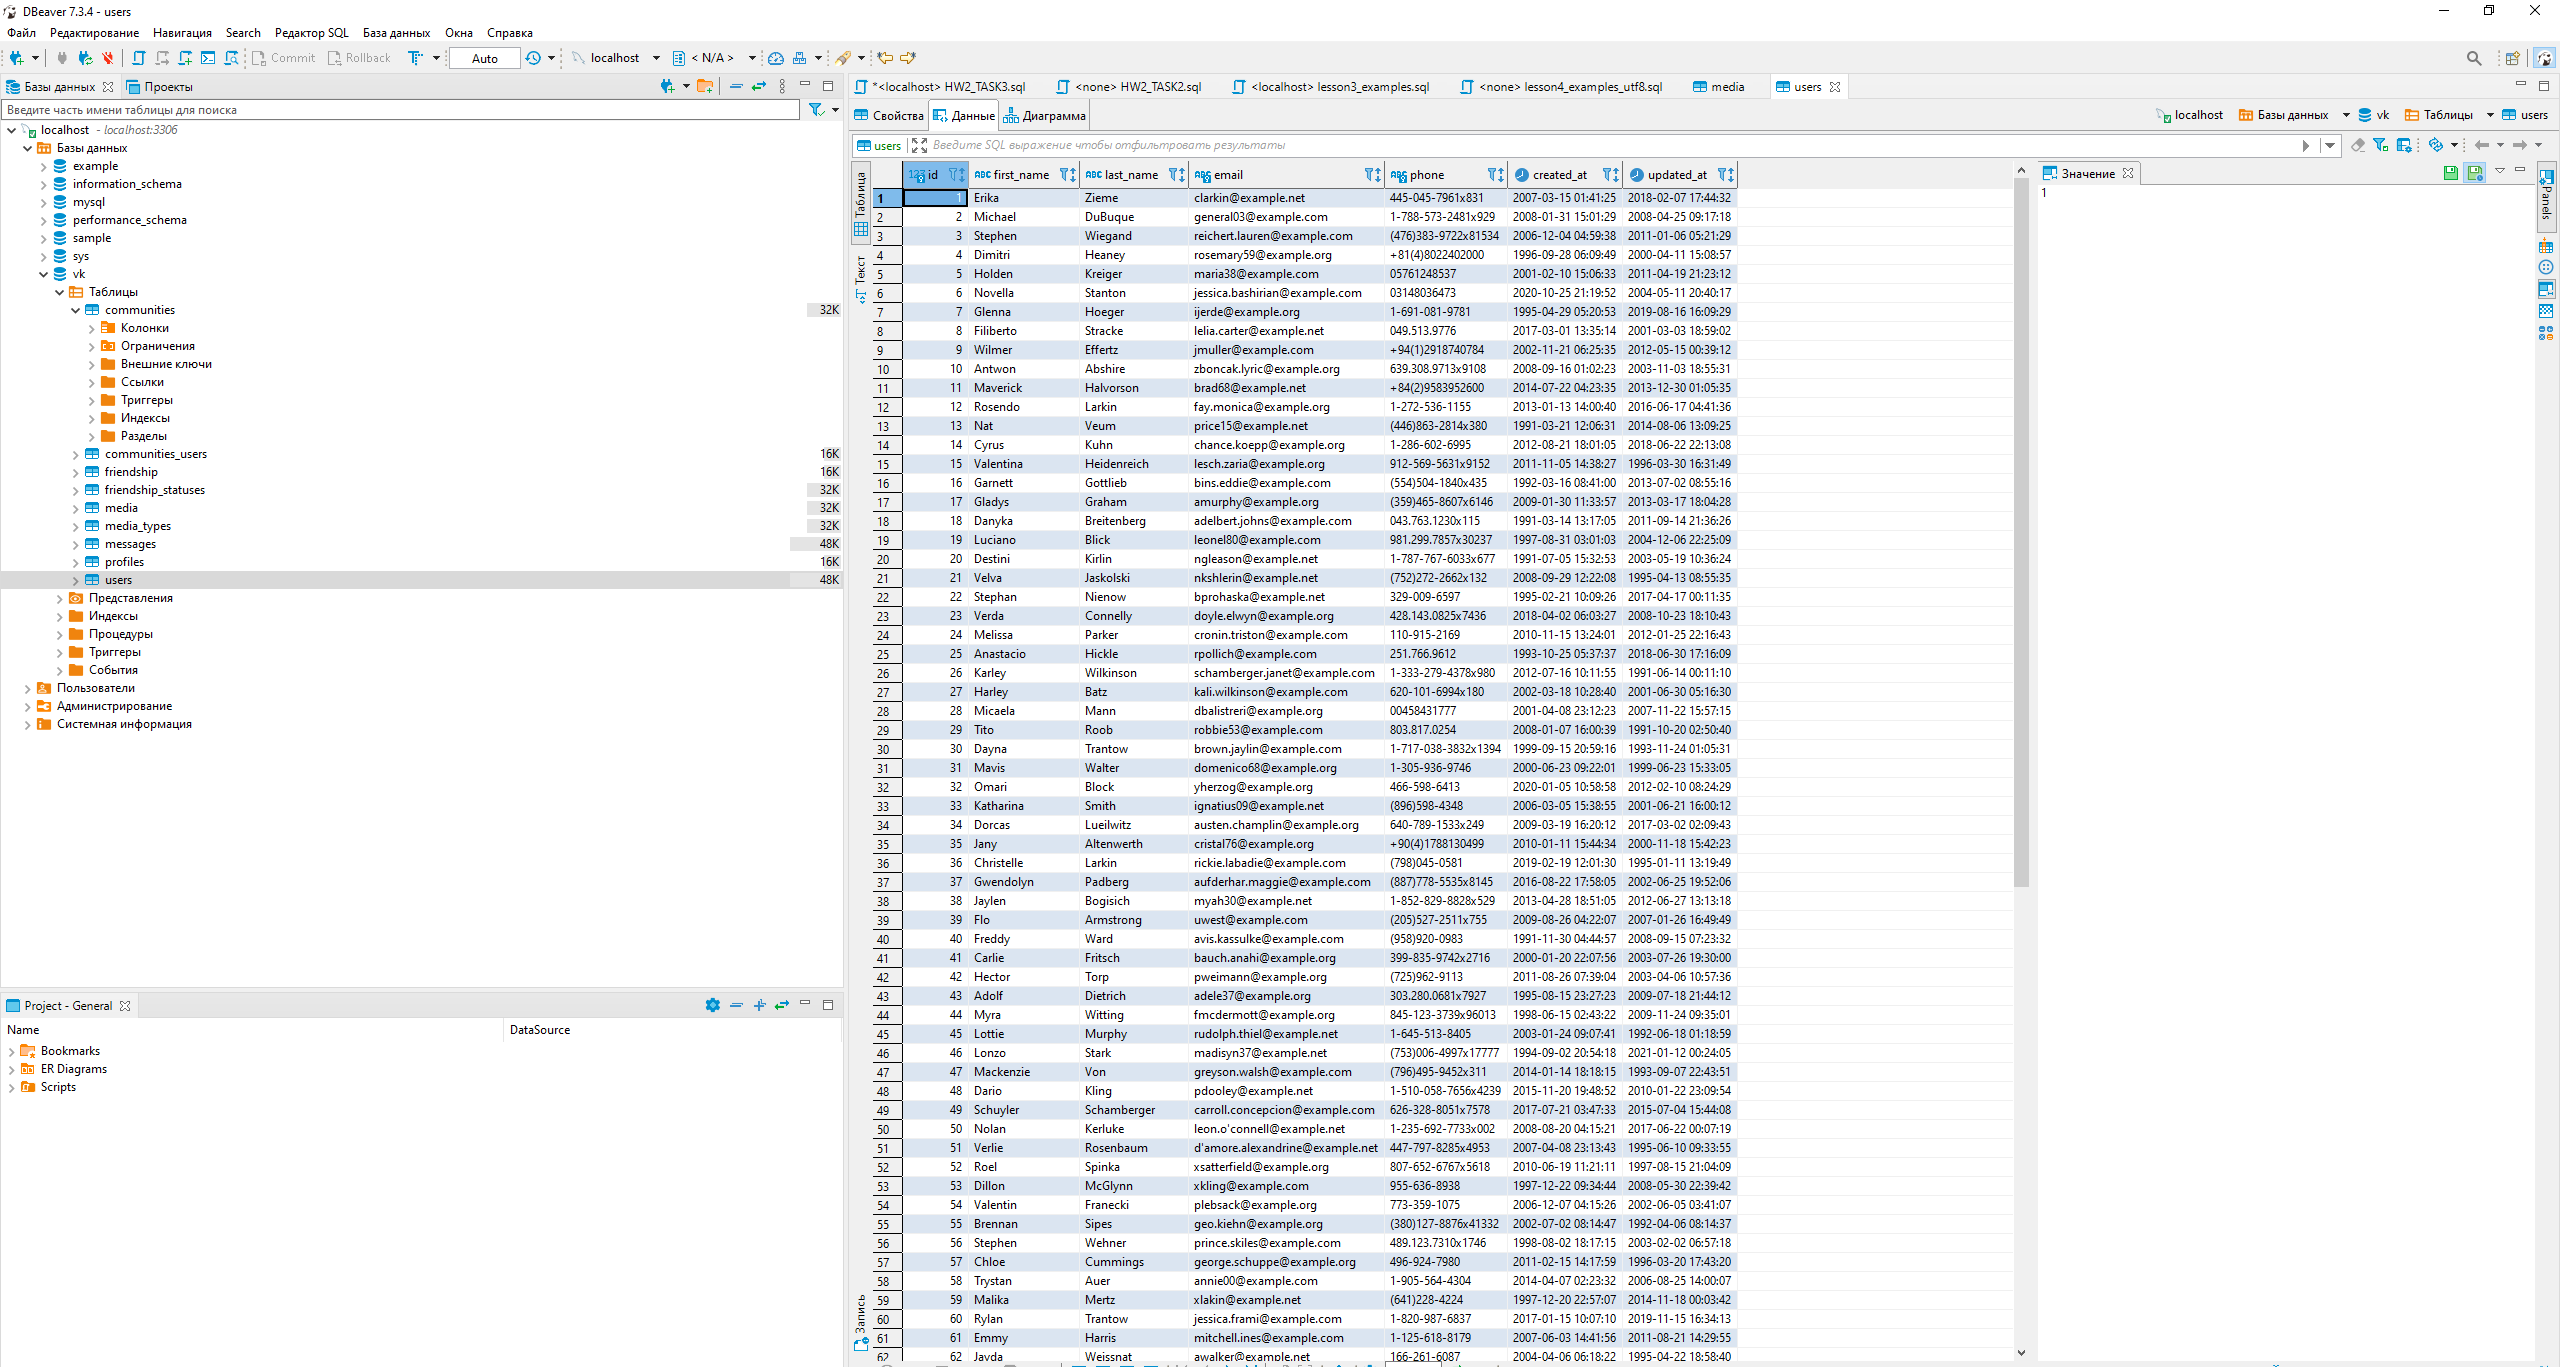 DBeaver 7.3.4 - users
Файл Редактирование Навигация Search Редактор SQL База данных Окна Справка
Commit Rollback Auto localhost < N/A >
Базы данных Проекты
Введите часть имени таблицы для поиска
localhost - localhost:3306
Базы данных
example
information_schema
mysql
performance_schema
sample
sys
vk
Таблицы
communities 32K
Колонки
Ограничения
Внешние ключи
Ссылки
Триггеры
Индексы
Разделы
communities_users 16K
friendship 16K
friendship_statuses 32K
media 32K
media_types 32K
messages 48K
profiles 16K
users 48K
Представления
Индексы
Процедуры
Триггеры
События
Пользователи
Администрирование
Системная информация
Project - General
Name DataSource
Bookmarks
ER Diagrams
Scripts
*<localhost> HW2_TASK3.sql <none> HW2_TASK2.sql <localhost> lesson3_examples.sql <none> lesson4_examples_utf8.sql media users
Свойства Данные Диаграмма localhost Базы данных vk Таблицы users
users Введите SQL выражение чтобы отфильтровать результаты
Таблица
Текст
Запись
123 id ABC first_name ABC last_name ABC email ABC phone created_at updated_at
1 1 Erika Zieme clarkin@example.net 445-045-7961x831 2007-03-15 01:41:25 2018-02-07 17:44:32
2 2 Michael DuBuque general03@example.com 1-788-573-2481x929 2008-01-31 15:01:29 2008-04-25 09:17:18
3 3 Stephen Wiegand reichert.lauren@example.com (476)383-9722x81534 2006-12-04 04:59:38 2011-01-06 05:21:29
4 4 Dimitri Heaney rosemary59@example.org +81(4)8022402000 1996-09-28 06:09:49 2000-04-11 15:08:57
5 5 Holden Kreiger maria38@example.com 05761248537 2001-02-10 15:06:33 2011-04-19 21:23:12
6 6 Novella Stanton jessica.bashirian@example.com 03148036473 2020-10-25 21:19:52 2004-05-11 20:40:17
7 7 Glenna Hoeger ijerde@example.org 1-691-081-9781 1995-04-29 05:20:53 2019-08-16 16:09:29
8 8 Filiberto Stracke lelia.carter@example.net 049.513.9776 2017-03-01 13:35:14 2001-03-03 18:59:02
9 9 Wilmer Effertz jmuller@example.com +94(1)2918740784 2002-11-21 06:25:35 2012-05-15 00:39:12
10 10 Antwon Abshire zboncak.lyric@example.org 639.308.9713x9108 2008-09-16 01:02:23 2003-11-03 18:55:31
11 11 Maverick Halvorson brad68@example.net +84(2)9583952600 2014-07-22 04:23:35 2013-12-30 01:05:35
12 12 Rosendo Larkin fay.monica@example.org 1-272-536-1155 2013-01-13 14:00:40 2016-06-17 04:41:36
13 13 Nat Veum price15@example.net (446)863-2814x380 1991-03-21 12:06:31 2014-08-06 13:09:25
14 14 Cyrus Kuhn chance.koepp@example.org 1-286-602-6995 2012-08-21 18:01:05 2018-06-22 22:13:08
15 15 Valentina Heidenreich lesch.zaria@example.org 912-569-5631x9152 2011-11-05 14:38:27 1996-03-30 16:31:49
16 16 Garnett Gottlieb bins.eddie@example.com (554)504-1840x435 1992-03-16 08:41:00 2013-07-02 08:55:16
17 17 Gladys Graham amurphy@example.org (359)465-8607x6146 2009-01-30 11:33:57 2013-03-17 18:04:28
18 18 Danyka Breitenberg adelbert.johns@example.com 043.763.1230x115 1991-03-14 13:17:05 2011-09-14 21:36:26
19 19 Luciano Blick leonel80@example.com 981.299.7857x30237 1997-08-31 03:01:03 2004-12-06 22:25:09
20 20 Destini Kirlin ngleason@example.net 1-787-767-6033x677 1991-07-05 15:32:53 2003-05-19 10:36:24
21 21 Velva Jaskolski nkshlerin@example.net (752)272-2662x132 2008-09-29 12:22:08 1995-04-13 08:55:35
22 22 Stephan Nienow bprohaska@example.net 329-009-6597 1995-02-21 10:09:26 2017-04-17 00:11:35
23 23 Verda Connelly doyle.elwyn@example.org 428.143.0825x7436 2018-04-02 06:03:27 2008-10-23 18:10:43
24 24 Melissa Parker cronin.triston@example.com 110-915-2169 2010-11-15 13:24:01 2012-01-25 22:16:43
25 25 Anastacio Hickle rpollich@example.com 251.766.9612 1993-10-25 05:37:37 2018-06-30 17:16:09
26 26 Karley Wilkinson schamberger.janet@example.com 1-333-279-4378x980 2012-07-16 10:11:55 1991-06-14 00:11:10
27 27 Harley Batz kali.wilkinson@example.com 620-101-6994x180 2002-03-18 10:28:40 2001-06-30 05:16:30
28 28 Micaela Mann dbalistreri@example.org 00458431777 2001-04-08 23:12:23 2007-11-22 15:57:15
29 29 Tito Roob robbie53@example.com 803.817.0254 2008-01-07 16:00:39 1991-10-20 02:50:40
30 30 Dayna Trantow brown.jaylin@example.com 1-717-038-3832x1394 1999-09-15 20:59:16 1993-11-24 01:05:31
31 31 Mavis Walter domenico68@example.org 1-305-936-9746 2000-06-23 09:22:01 1999-06-23 15:33:05
32 32 Omari Block yherzog@example.org 466-598-6413 2020-01-05 10:58:58 2012-02-10 08:24:29
33 33 Katharina Smith ignatius09@example.net (896)598-4348 2006-03-05 15:38:55 2001-06-21 16:00:12
34 34 Dorcas Lueilwitz austen.champlin@example.org 640-789-1533x249 2009-03-19 16:20:12 2017-03-02 02:09:43
35 35 Jany Altenwerth cristal76@example.org +90(4)1788130499 2010-01-11 15:44:34 2000-11-18 15:42:23
36 36 Christelle Larkin rickie.labadie@example.com (798)045-0581 2019-02-19 12:01:30 1995-01-11 13:19:49
37 37 Gwendolyn Padberg aufderhar.maggie@example.com (887)778-5535x8145 2016-08-22 17:58:05 2002-06-25 19:52:06
38 38 Jaylen Bogisich myah30@example.net 1-852-829-8828x529 2013-04-28 18:51:05 2012-06-27 13:13:18
39 39 Flo Armstrong uwest@example.com (205)527-2511x755 2009-08-26 04:22:07 2007-01-26 16:49:49
40 40 Freddy Ward avis.kassulke@example.com (958)920-0983 1991-11-30 04:44:57 2008-09-15 07:23:32
41 41 Carlie Fritsch bauch.anahi@example.org 399-835-9742x2716 2000-01-20 22:07:56 2003-07-26 19:30:00
42 42 Hector Torp pweimann@example.org (725)962-9113 2011-08-26 07:39:04 2003-04-06 10:57:36
43 43 Adolf Dietrich adele37@example.org 303.280.0681x7927 1995-08-15 23:27:23 2009-07-18 21:44:12
44 44 Myra Witting fmcdermott@example.org 845-123-3739x96013 1998-06-15 02:43:22 2009-11-24 09:35:01
45 45 Lottie Murphy rudolph.thiel@example.net 1-645-513-8405 2003-01-24 09:07:41 1992-06-18 01:18:59
46 46 Lonzo Stark madisyn37@example.net (753)006-4997x17777 1994-09-02 20:54:18 2021-01-12 00:24:05
47 47 Mackenzie Von greyson.walsh@example.com (796)495-9452x311 2014-01-14 18:18:15 1993-09-07 22:43:51
48 48 Dario Kling pdooley@example.net 1-510-058-7656x4239 2015-11-20 19:48:52 2010-01-22 23:09:54
49 49 Schuyler Schamberger carroll.concepcion@example.com 626-328-8051x7578 2017-07-21 03:47:33 2015-07-04 15:44:08
50 50 Nolan Kerluke leon.o'connell@example.net 1-235-692-7733x002 2008-08-20 04:15:21 2017-06-22 00:07:19
51 51 Verlie Rosenbaum d'amore.alexandrine@example.net 447-797-8285x4953 2007-04-08 23:13:43 1995-06-10 09:33:55
52 52 Roel Spinka xsatterfield@example.org 807-652-6767x5618 2010-06-19 11:21:11 1997-08-15 21:04:09
53 53 Dillon McGlynn xkling@example.com 955-636-8938 1997-12-22 09:34:44 2008-05-30 22:39:42
54 54 Valentin Franecki plebsack@example.org 773-359-1075 2006-12-07 04:15:26 2002-06-05 03:41:07
55 55 Brennan Sipes geo.kiehn@example.org (380)127-8876x41332 2002-07-02 08:14:47 1992-04-06 08:14:37
56 56 Stephen Wehner prince.skiles@example.com 489.123.7310x1746 1998-08-02 18:17:15 2003-02-02 06:57:18
57 57 Chloe Cummings george.schuppe@example.org 496-924-7980 2011-02-15 14:17:59 1996-03-20 17:43:20
58 58 Trystan Auer annie00@example.com 1-905-564-4304 2014-04-07 02:23:32 2006-08-25 14:00:07
59 59 Malika Mertz xlakin@example.net (641)228-4224 1997-12-20 22:57:07 2014-11-18 00:03:42
60 60 Rylan Trantow jessica.frami@example.com 1-820-987-6837 2017-01-15 10:07:10 2019-11-15 16:34:13
61 61 Emmy Harris mitchell.ines@example.com 1-125-618-8179 2007-06-03 14:41:56 2011-08-21 14:29:55
62 62 Jayda Weissnat awalker@example.net 166-261-6087 2004-04-06 06:18:22 1995-04-22 18:58:40
Значение
1
Panels